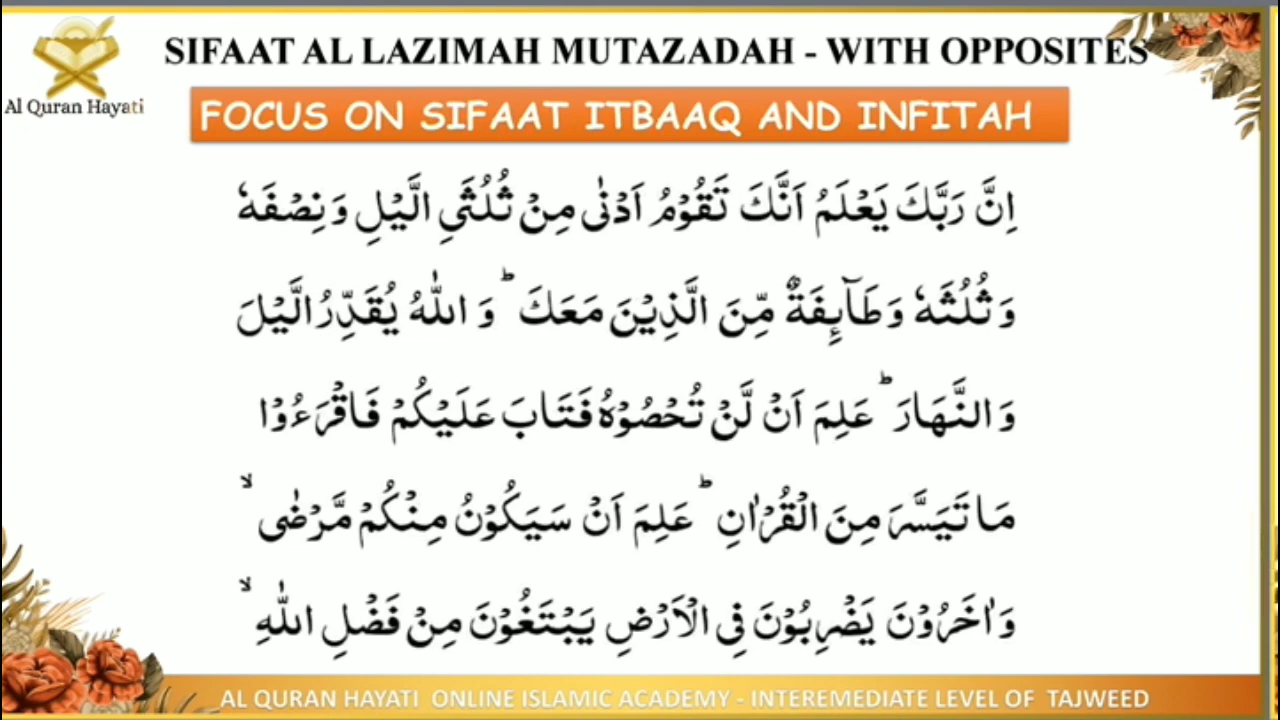 SIFAAT AL LAZIMAH MUTAZADAH - WITH OPPOSITES
Al Quran Hayati
FOCUS ON SIFAAT ITBAAQ AND INFITAH
اِنَّ رَبَّكَ يَعْلَمُ اَنَّكَ تَقُوْمُ اَدْنٰى مِنْ ثُلُثَىِ الَّيْلِ وَ نِصْفَهٗ
وَ ثُلُثَهٗ وَ طَآىِٕفَةٌ مِّنَ الَّذِيْنَ مَعَكَ ؕ وَ اللّٰهُ يُقَدِّرُ الَّيْلَ
وَ النَّهَارَ ؕ عَلِمَ اَنْ لَّنْ تُحْصُوْهُ فَتَابَ عَلَيْكُمْ فَاقْرَءُوْا
مَا تَيَسَّرَ مِنَ الْقُرْاٰنِ ؕ عَلِمَ اَنْ سَيَكُوْنُ مِنْكُمْ مَّرْضٰى ۙ
وَ اٰخَرُوْنَ يَضْرِبُوْنَ فِى الْاَرْضِ يَبْتَغُوْنَ مِنْ فَضْلِ اللّٰهِ ۙ
AL QURAN HAYATI ONLINE ISLAMIC ACADEMY - INTEREMEDIATE LEVEL OF TAJWEED